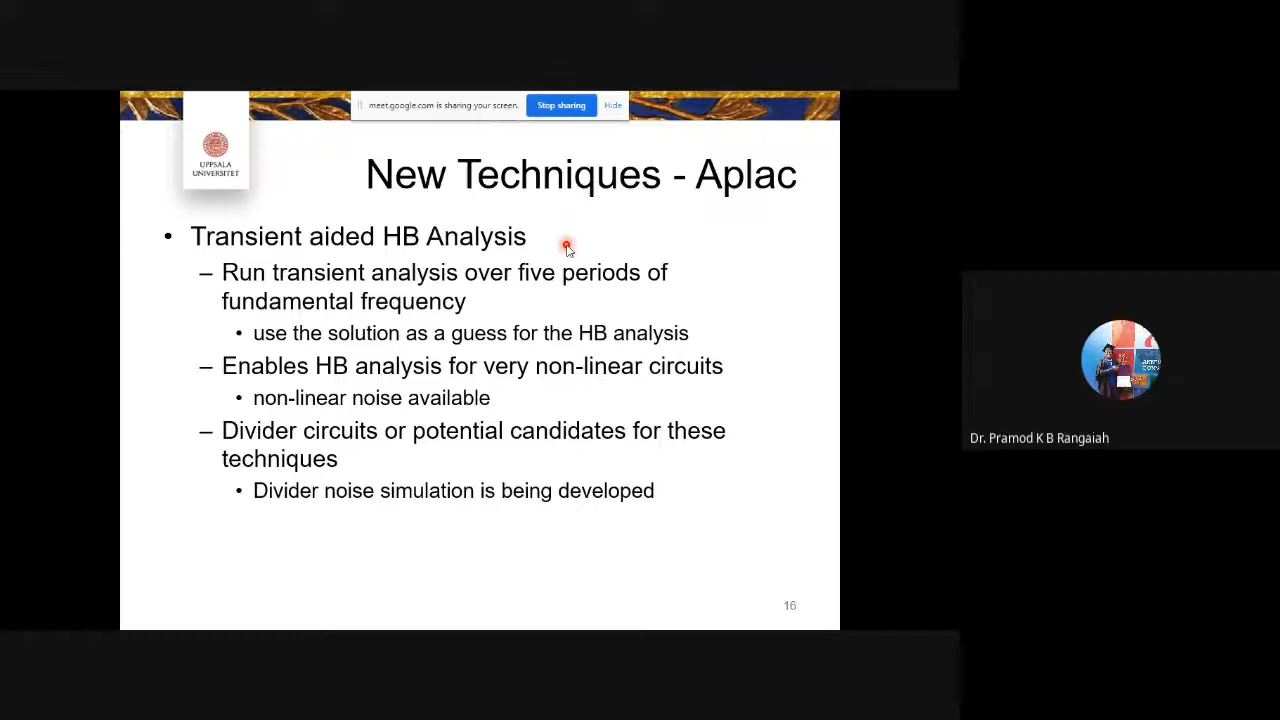 meet.google.com is sharing your screen.
Stop sharing
Hide
UPPSALA
UNIVERSITET
New Techniques - Aplac
• Transient aided HB Analysis
– Run transient analysis over five periods of
fundamental frequency
• use the solution as a guess for the HB analysis
– Enables HB analysis for very non-linear circuits
• non-linear noise available
– Divider circuits or potential candidates for these
techniques
• Divider noise simulation is being developed
16
Dr. Pramod K B Rangaiah